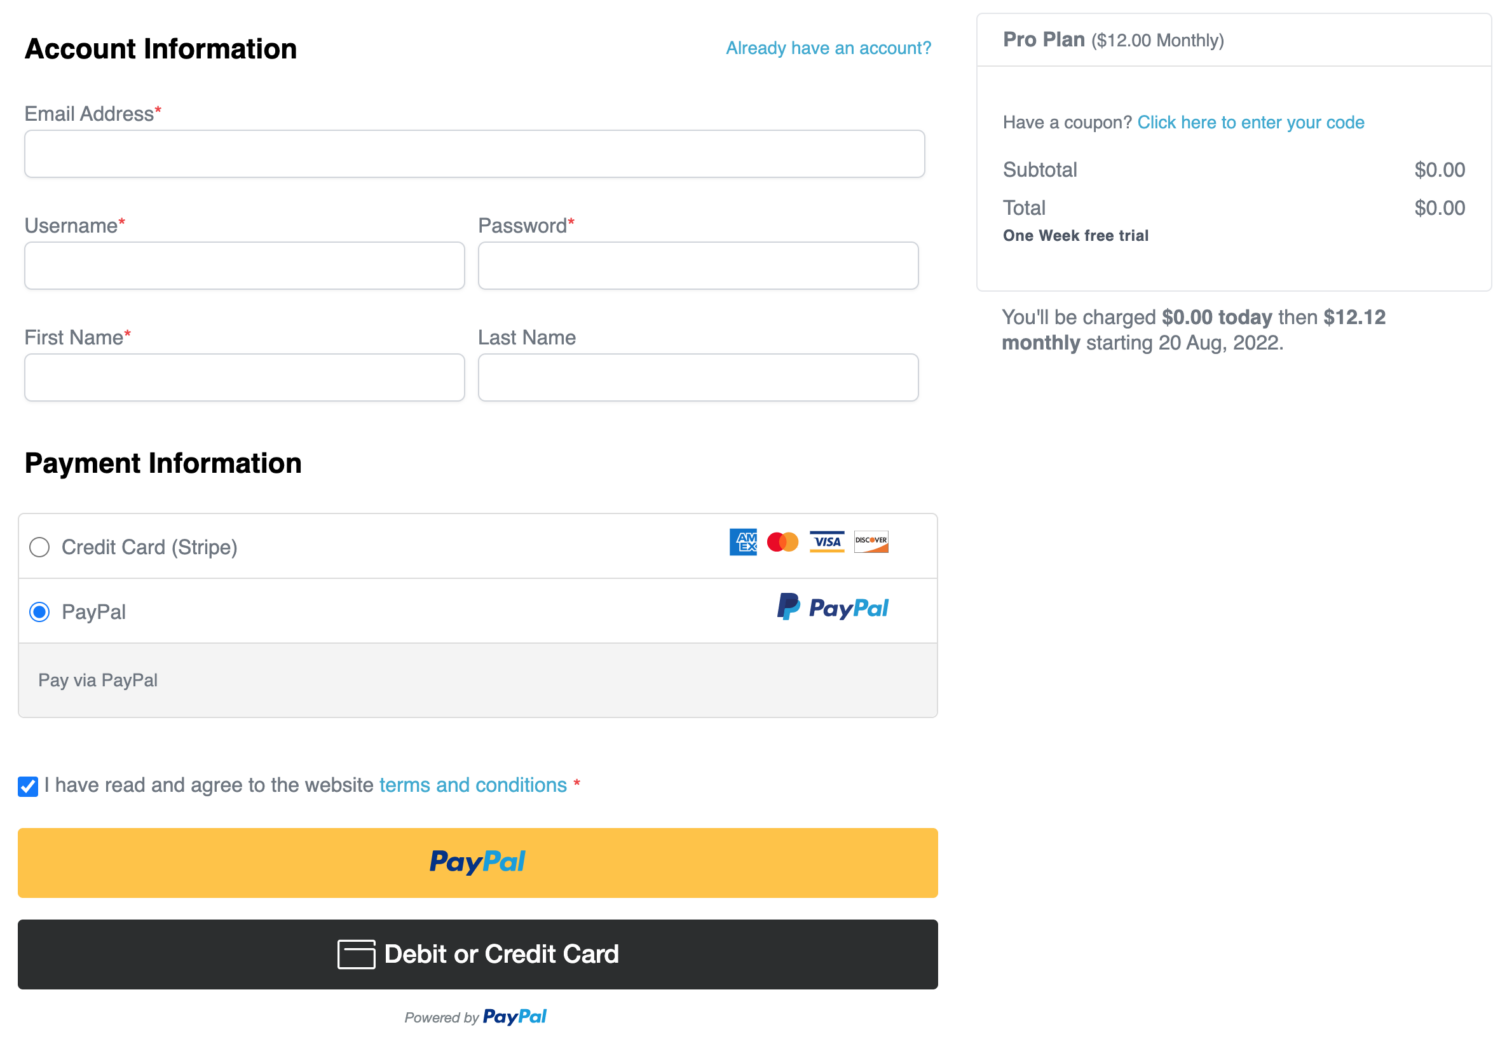 Account Information
Already have an account?
Email Address*
Username*
Password*
First Name*
Last Name
Payment Information
Credit Card (Stripe)
AM
EX
VISA
DISCOVER
PayPal
PayPal
Pay via PayPal
I have read and agree to the website terms and conditions *
PayPal
Debit or Credit Card
Powered by PayPal
Pro Plan ($12.00 Monthly)
Have a coupon? Click here to enter your code
Subtotal $0.00
Total $0.00
One Week free trial
You'll be charged $0.00 today then $12.12
monthly starting 20 Aug, 2022.